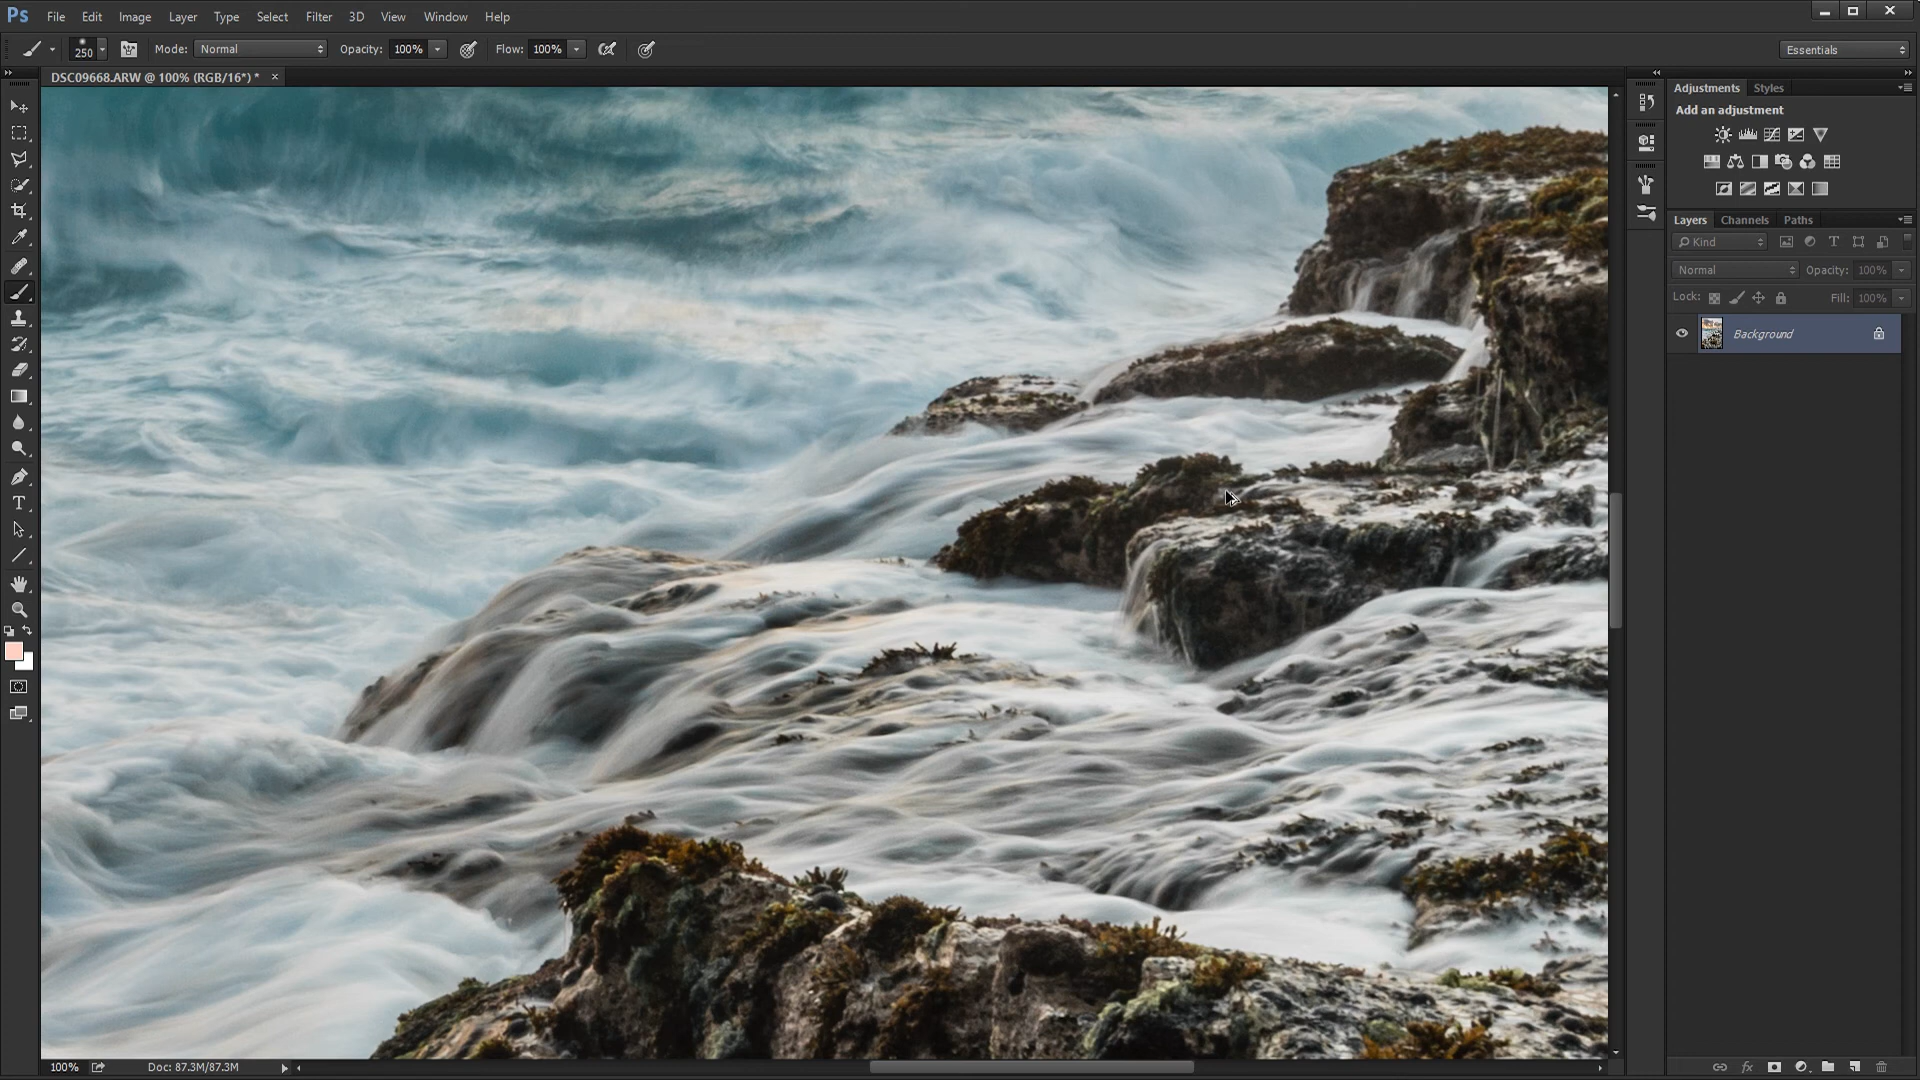 Ps File Edit Image Layer Type Select Filter 3D View Window Help
250 Mode: Normal Opacity: 100% Flow: 100% Essentials
DSC09668.ARW @ 100% (RGB/16*) * ×
Adjustments Styles
Add an adjustment
Layers Channels Paths
Kind
Normal Opacity: 100%
Lock: Fill: 100%
Background
100% Doc: 87.3M/87.3M
fx